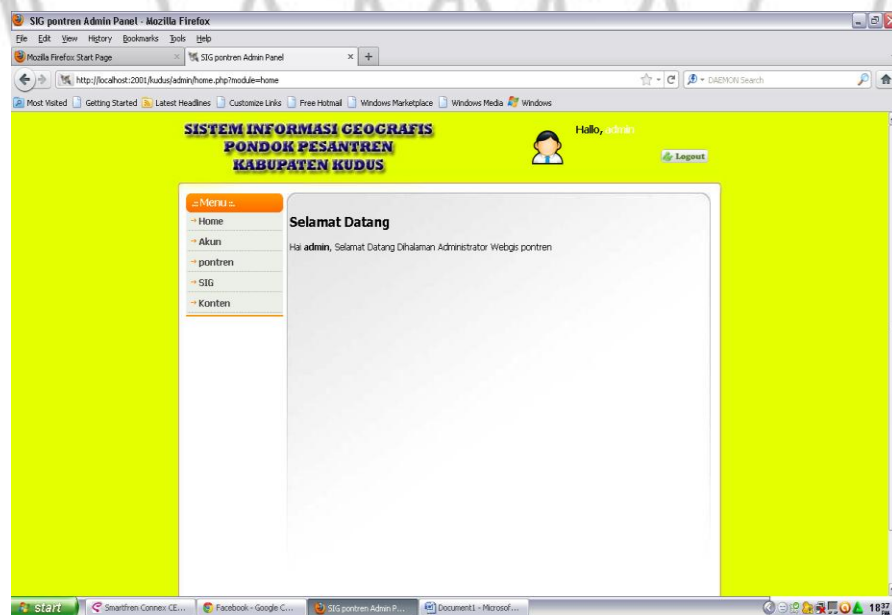 SIG pontren Admin Panel - Mozilla Firefox
File Edit View History Bookmarks Tools Help
Mozilla Firefox Start Page × SIG pontren Admin Panel × +
http://localhost:2001/kudus/admin/home.php?module=home DAEMON Search
Most Visited Getting Started Latest Headlines Customize Links Free Hotmail Windows Marketplace Windows Media Windows
SISTEM INFORMASI GEOGRAFIS
PONDOK PESANTREN
KABUPATEN KUDUS
Hallo, admin
Logout
.::Menu::.
Home
Akun
pontren
SIG
Konten
Selamat Datang
Hai admin, Selamat Datang Dihalaman Administrator Webgis pontren
start Smartfren Connex CE... Facebook - Google C... SIG pontren Admin P... Document1 - Microsof...